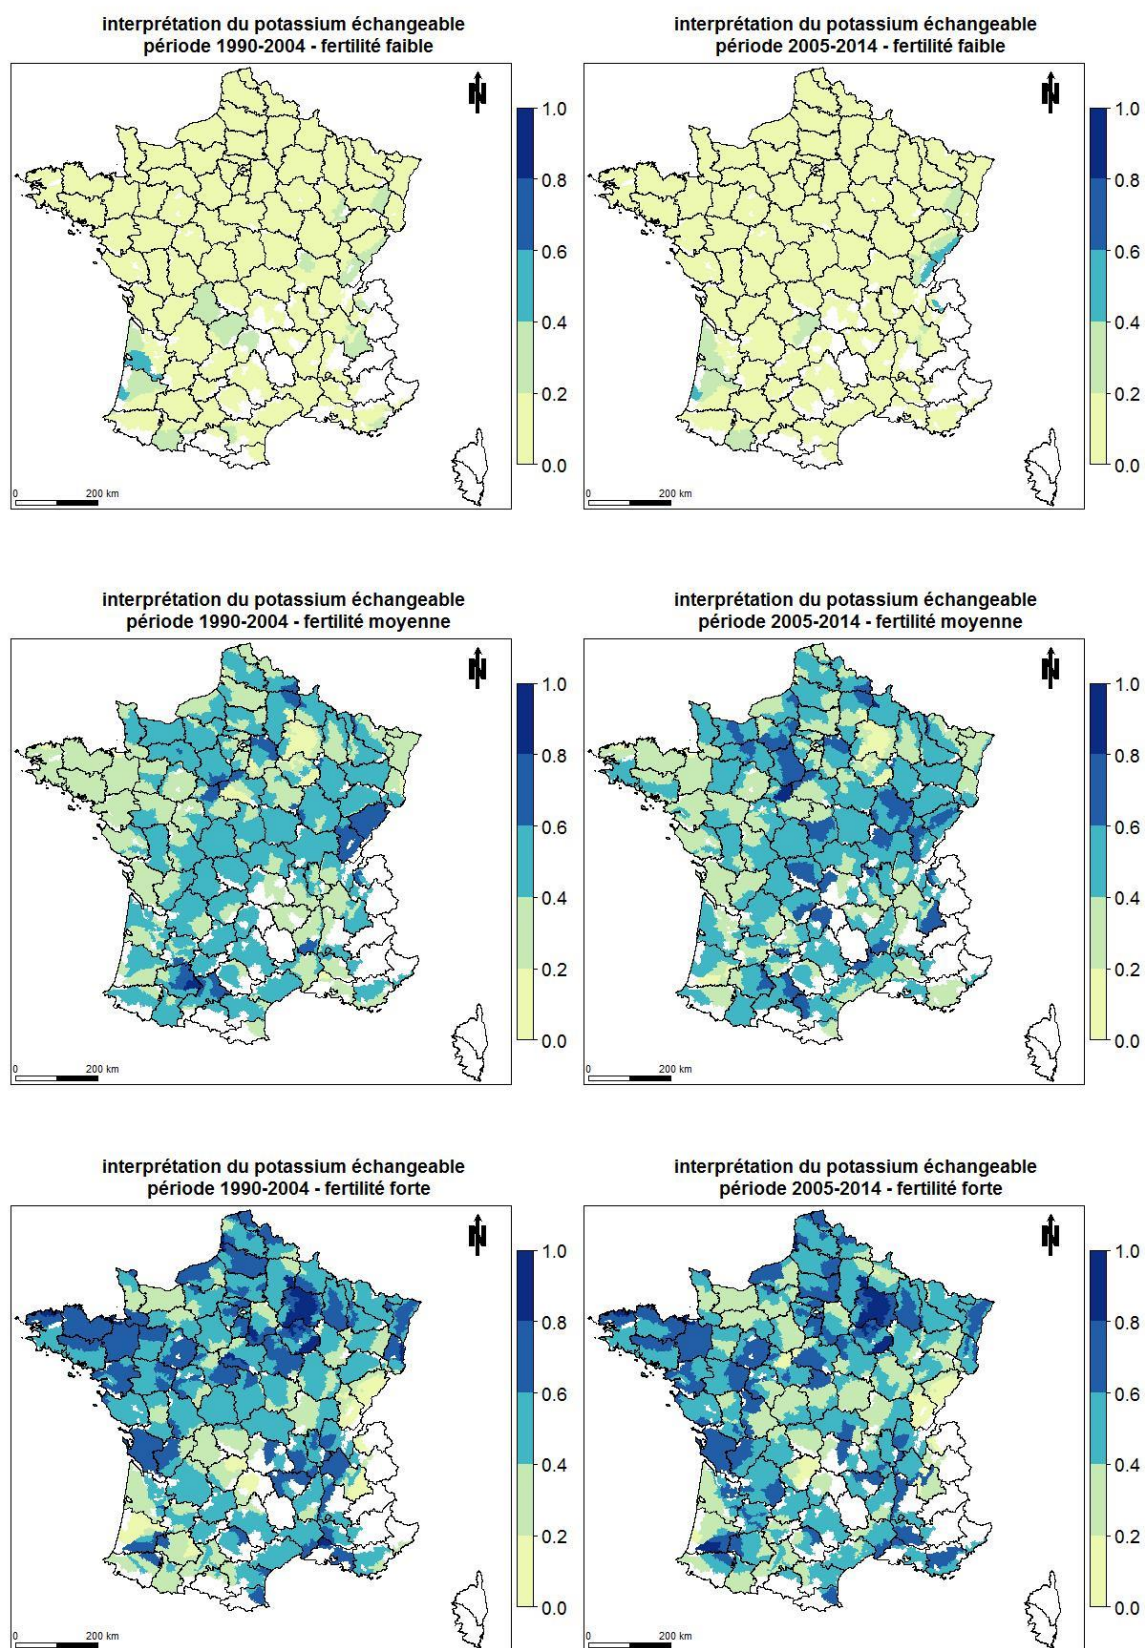 interprétation du potassium échangeable
période 1990-2004 - fertilité faible
N
1.0
0.8
0.6
0.4
0.2
0.0
0 200 km
interprétation du potassium échangeable
période 2005-2014 - fertilité faible
N
1.0
0.8
0.6
0.4
0.2
0.0
0 200 km
interprétation du potassium échangeable
période 1990-2004 - fertilité moyenne
N
1.0
0.8
0.6
0.4
0.2
0.0
0 200 km
interprétation du potassium échangeable
période 2005-2014 - fertilité moyenne
N
1.0
0.8
0.6
0.4
0.2
0.0
0 200 km
interprétation du potassium échangeable
période 1990-2004 - fertilité forte
N
1.0
0.8
0.6
0.4
0.2
0.0
0 200 km
interprétation du potassium échangeable
période 2005-2014 - fertilité forte
N
1.0
0.8
0.6
0.4
0.2
0.0
0 200 km